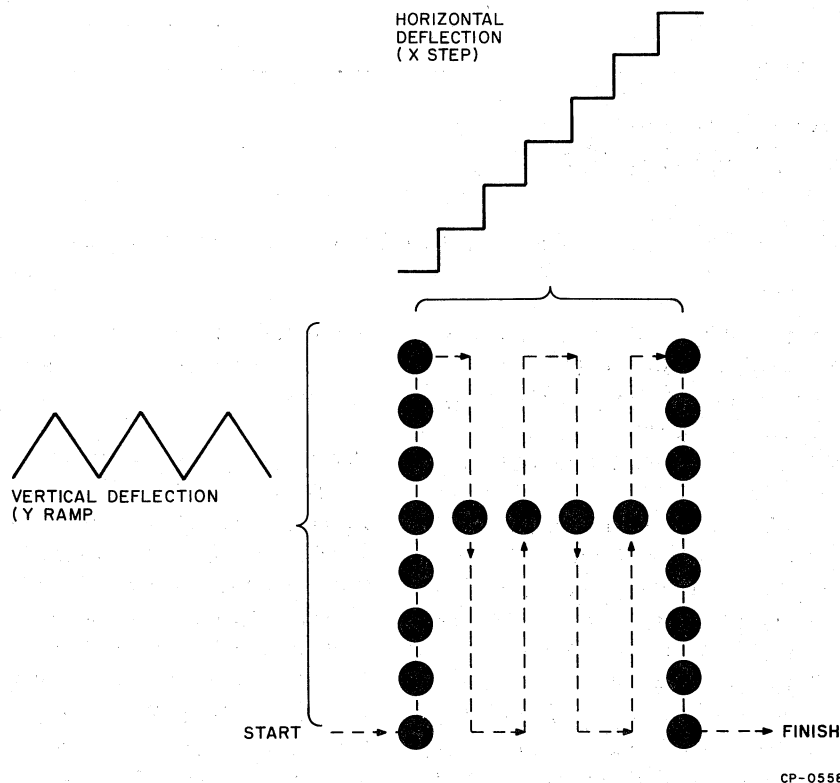 HORIZONTAL
DEFLECTION
( X STEP)
VERTICAL DEFLECTION
(Y RAMP
START
FINISH